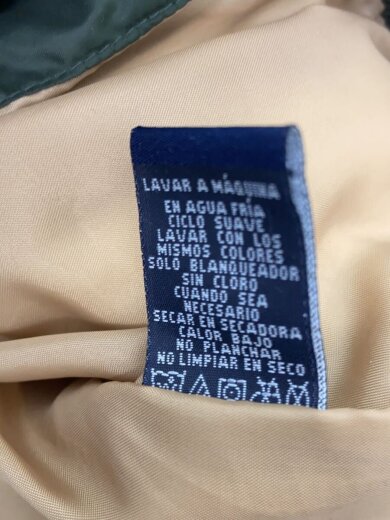 LAVAR A MÁQUINA
EN AGUA FRÍA
CICLO SUAVE
LAVAR CON LOS
MISMOS COLORES
SOLO BLANQUEADOR
SIN CLORO
CUANDO SEA
NECESARIO
SECAR EN SECADORA
CALOR BAJO
NO PLANCHAR
NO LIMPIAR EN SECO